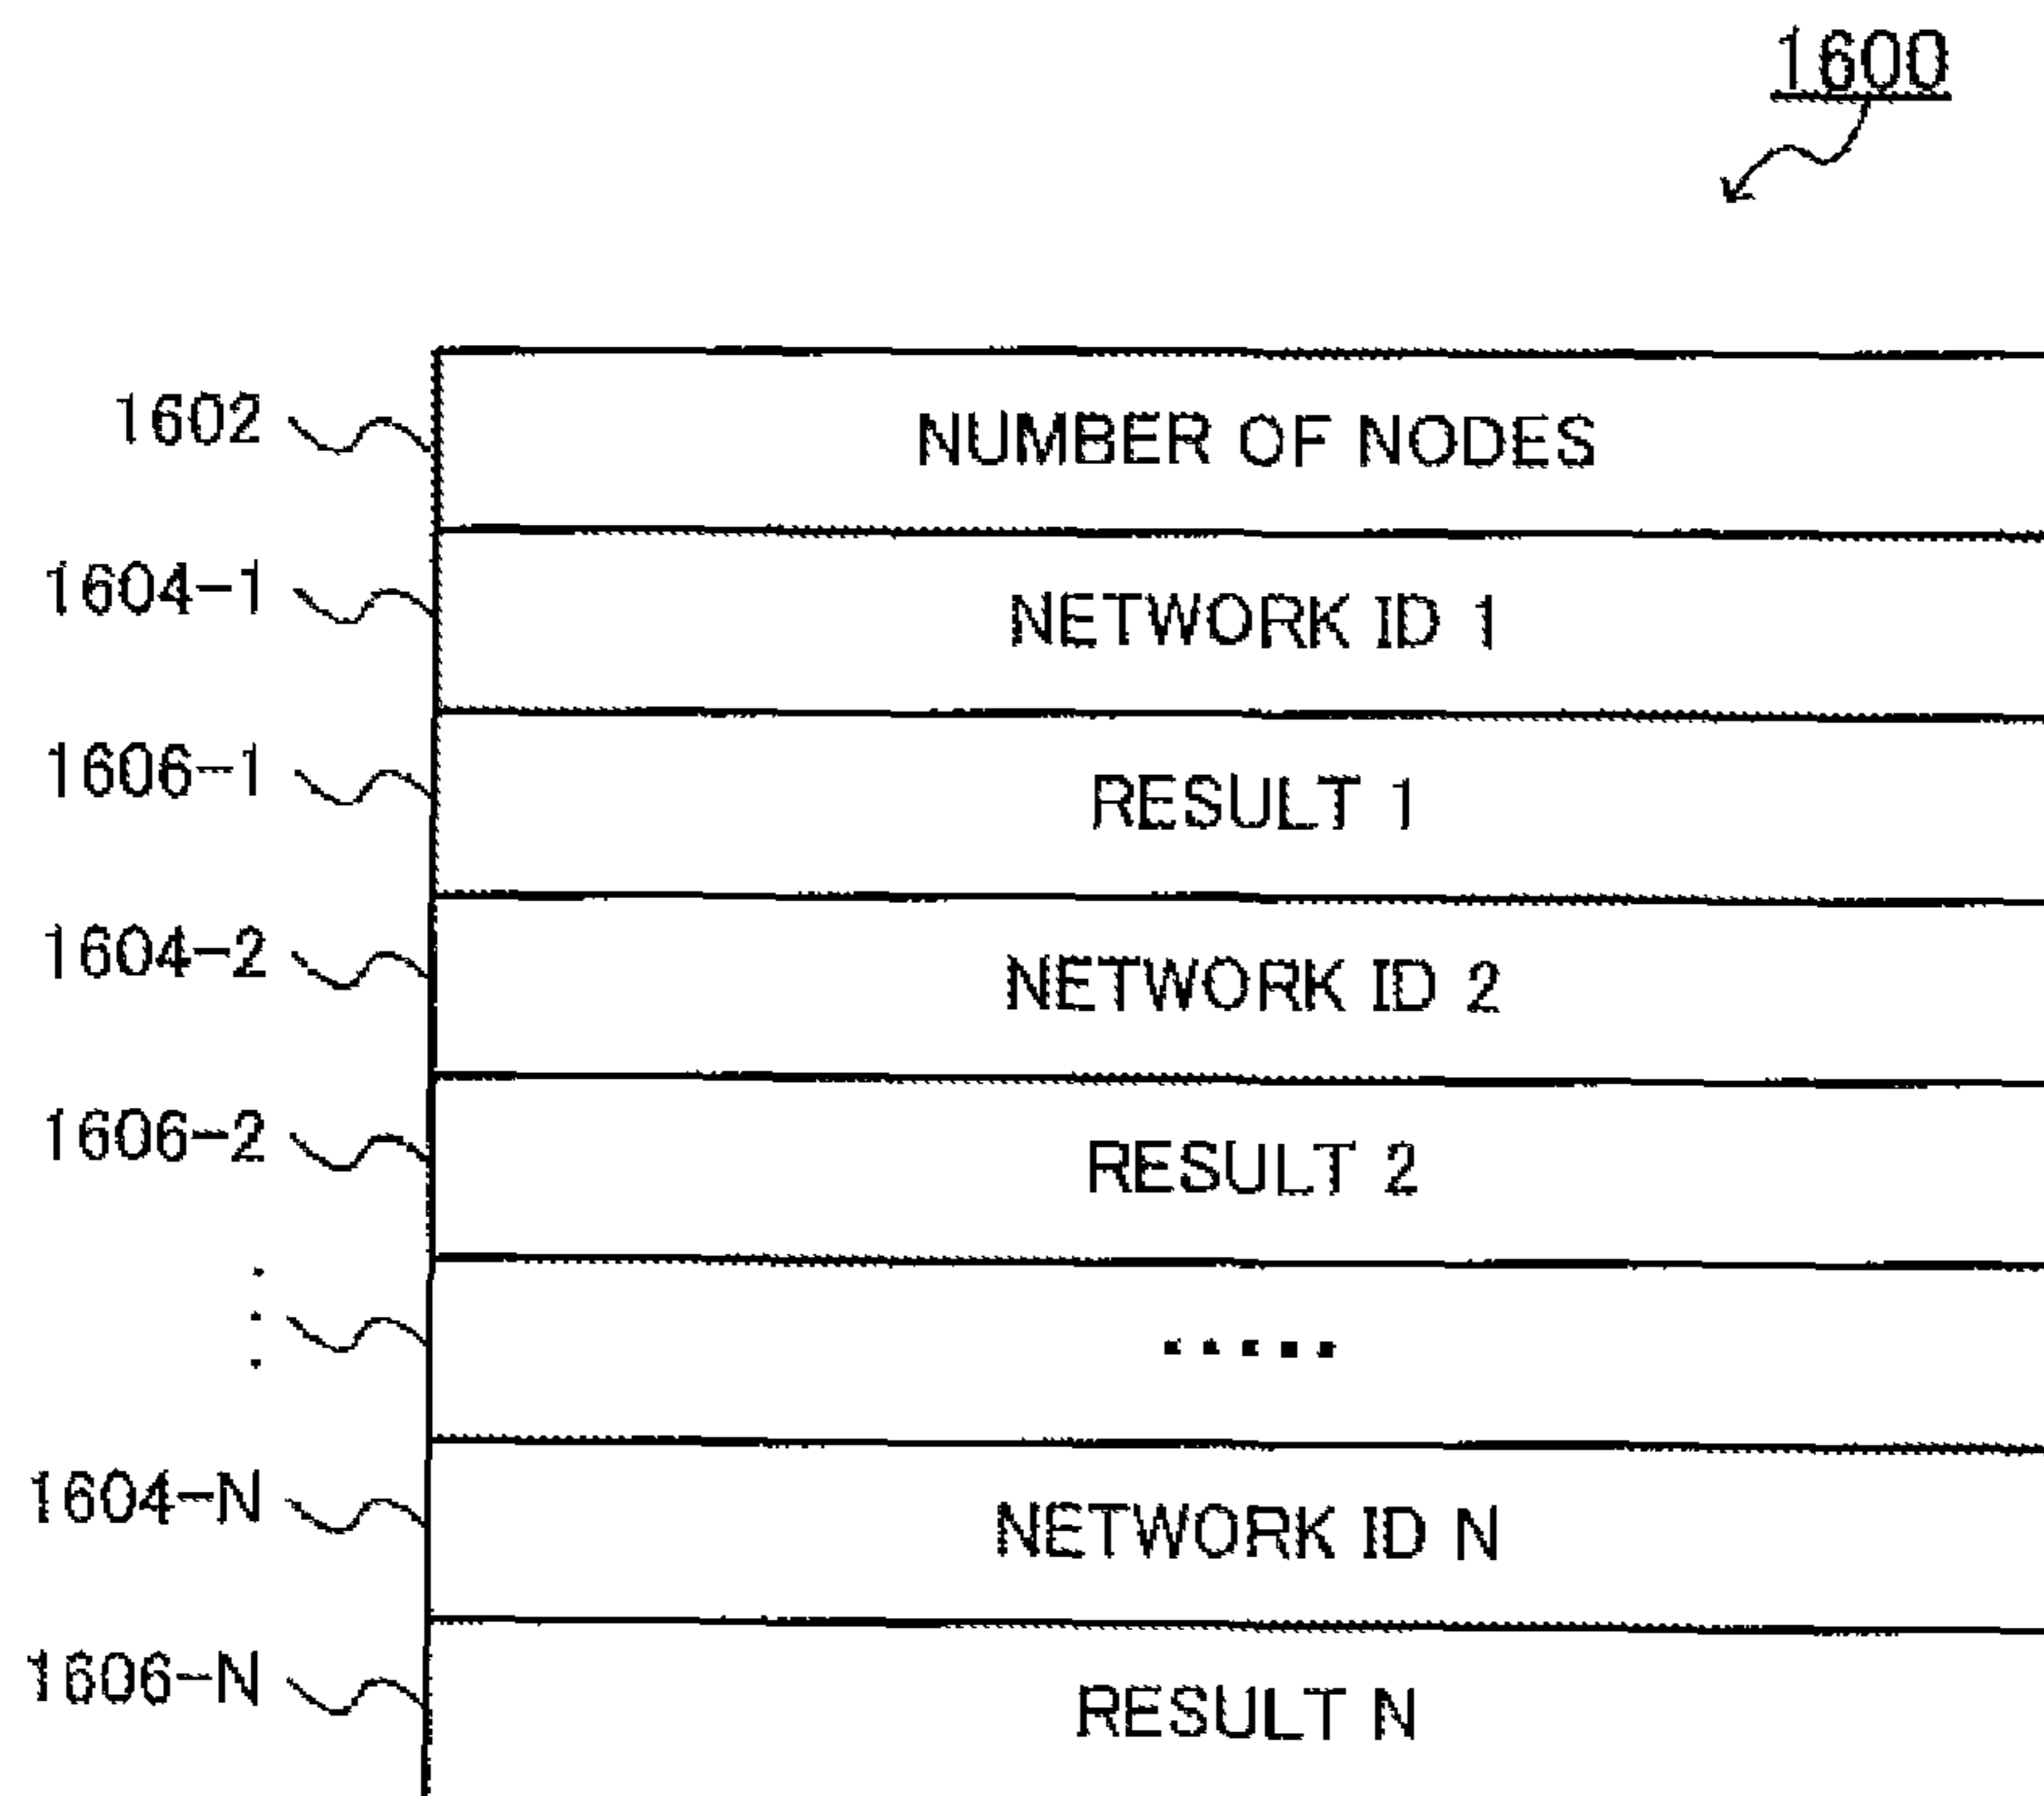 1600
1602 NUMBER OF NODES
1604-1 NETWORK ID 1
1606-1 RESULT 1
1604-2 NETWORK ID 2
1606-2 RESULT 2
.....
1604-N NETWORK ID N
1606-N RESULT N